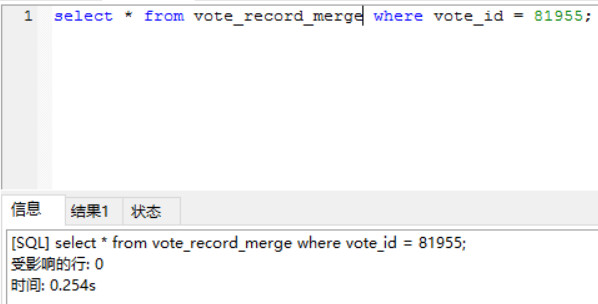 1 select * from vote_record_merge where vote_id = 81955;
信息 结果1 状态
[SQL] select * from vote_record_merge where vote_id = 81955;
受影响的行: 0
时间: 0.254s